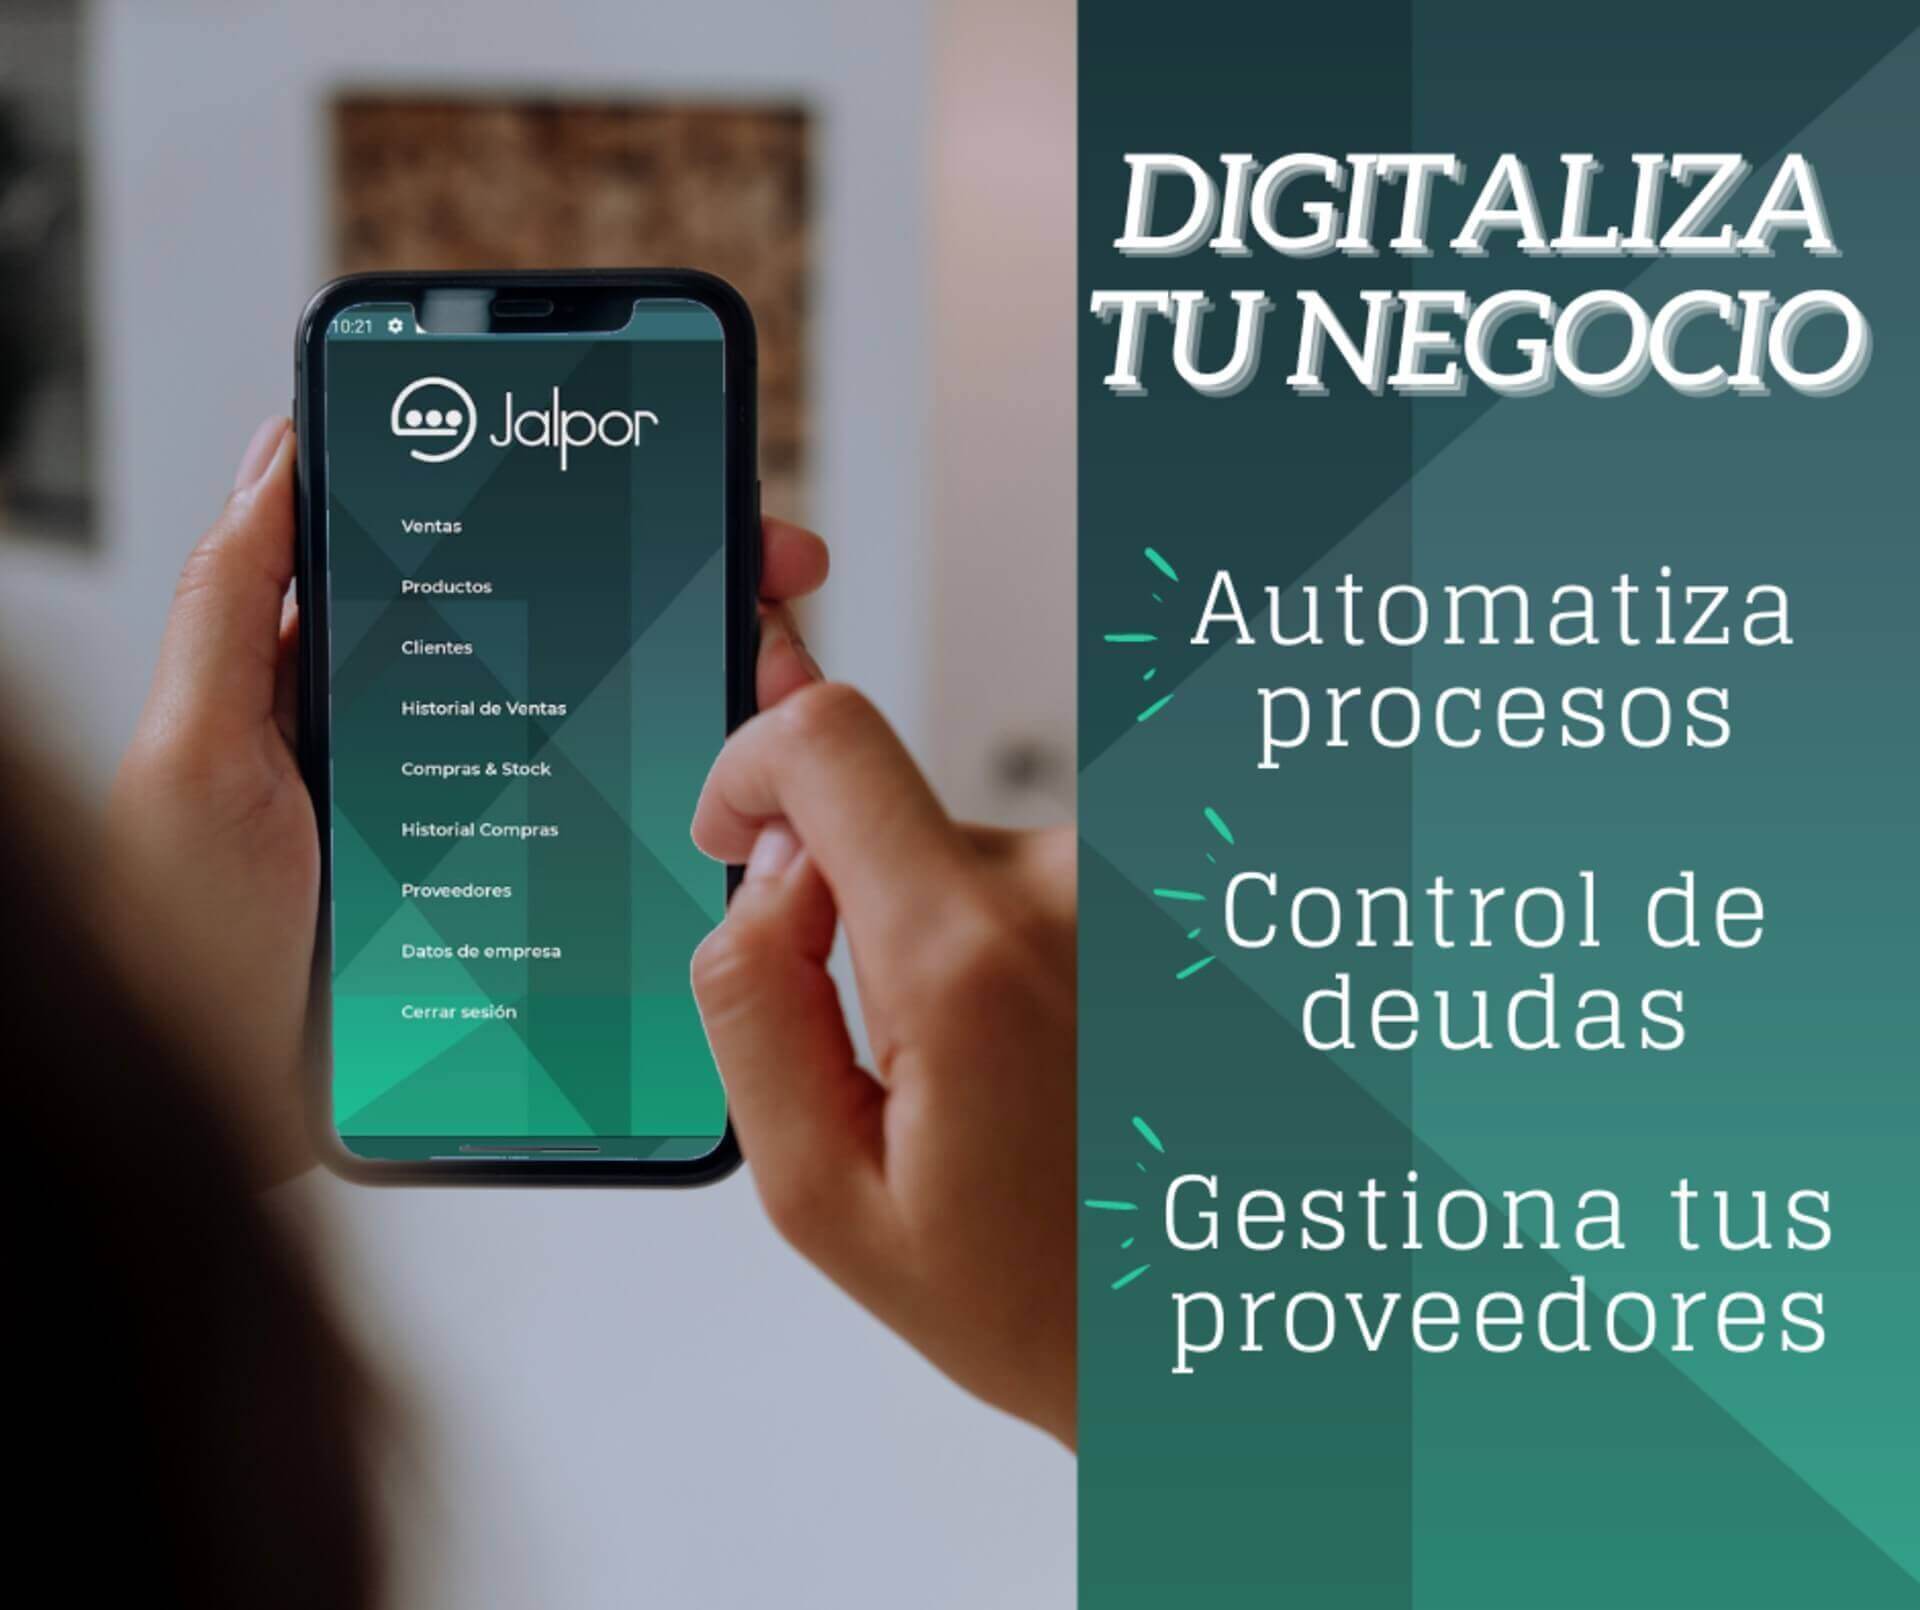 10:21
Jalpor
Ventas
Productos
Clientes
Historial de Ventas
Compras & Stock
Historial Compras
Proveedores
Datos de empresa
Cerrar sesión
DIGITALIZA
TU NEGOCIO
Automatiza
procesos
Control de
deudas
Gestiona tus
proveedores